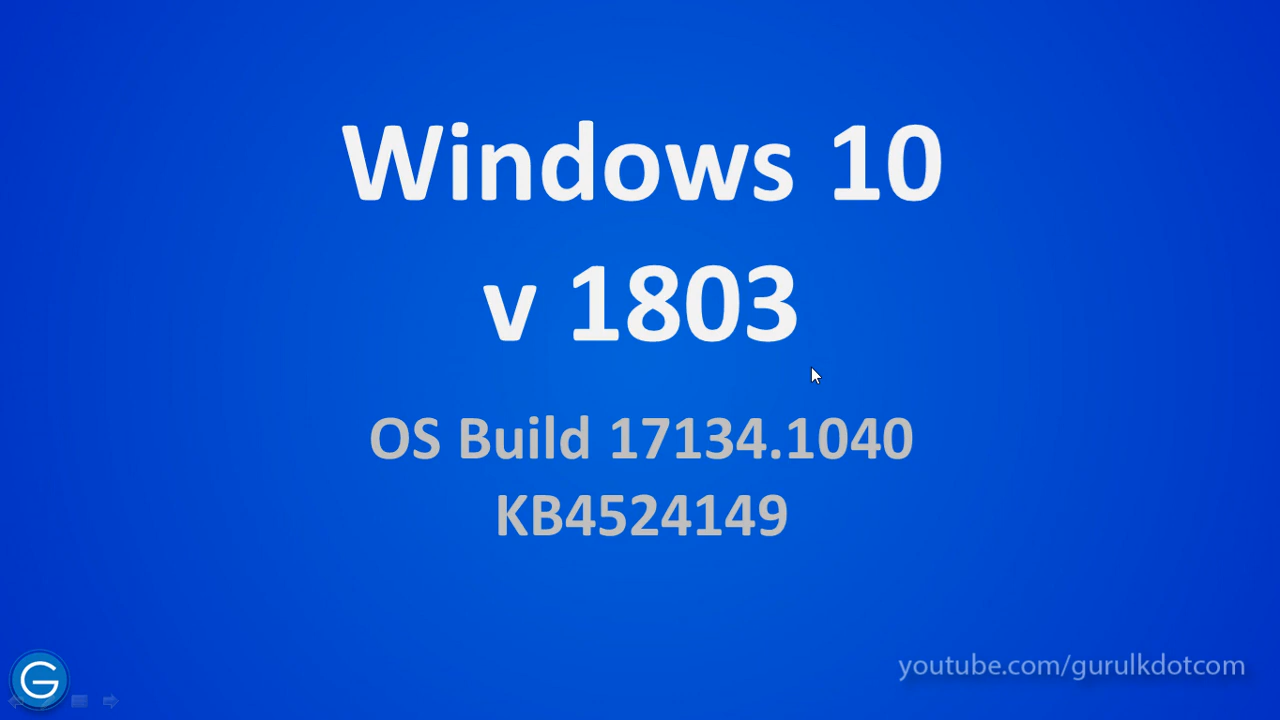 Windows 10
v 1803
OS Build 17134.1040
KB4524149
G
youtube.com/gurulkdotcom